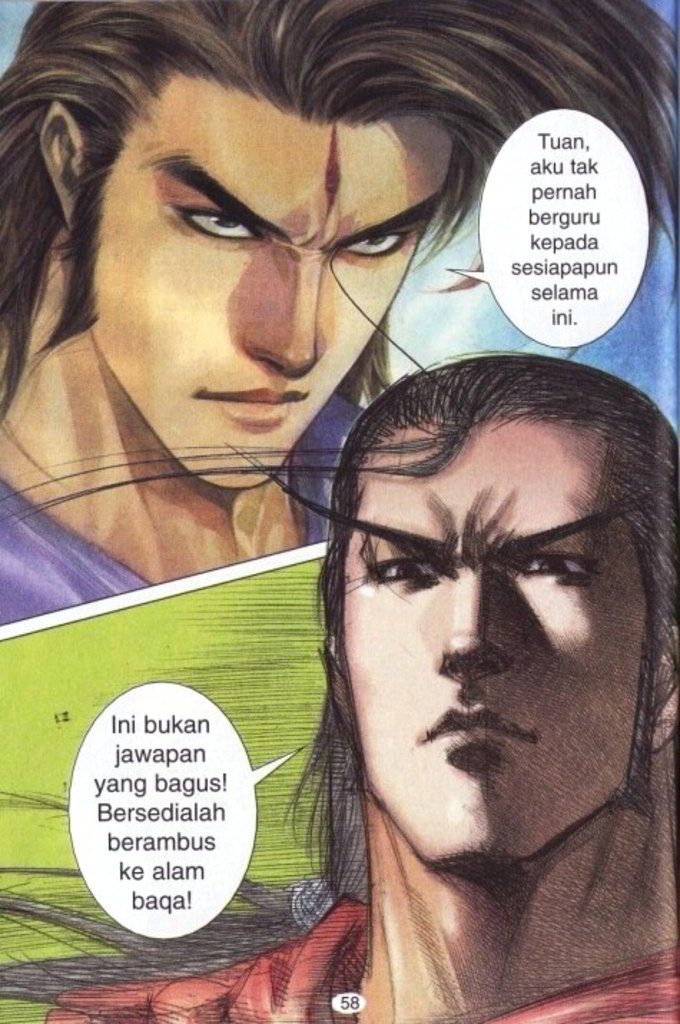 Tuan,
aku tak
pernah
berguru
kepada
sesiapapun
selama
ini.
Ini bukan
jawapan
yang bagus!
Bersedialah
berambus
ke alam
baqa!
58